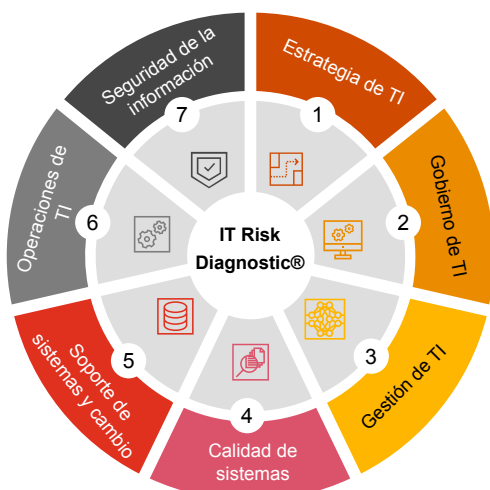 IT Risk
Diagnostic®
1
Estrategia de TI
2
Gobierno de TI
3
Gestión de TI
4
Calidad de
sistemas
5
Soporte de
sistemas y cambio
6
Operaciones de
TI
7
Seguridad de la
información